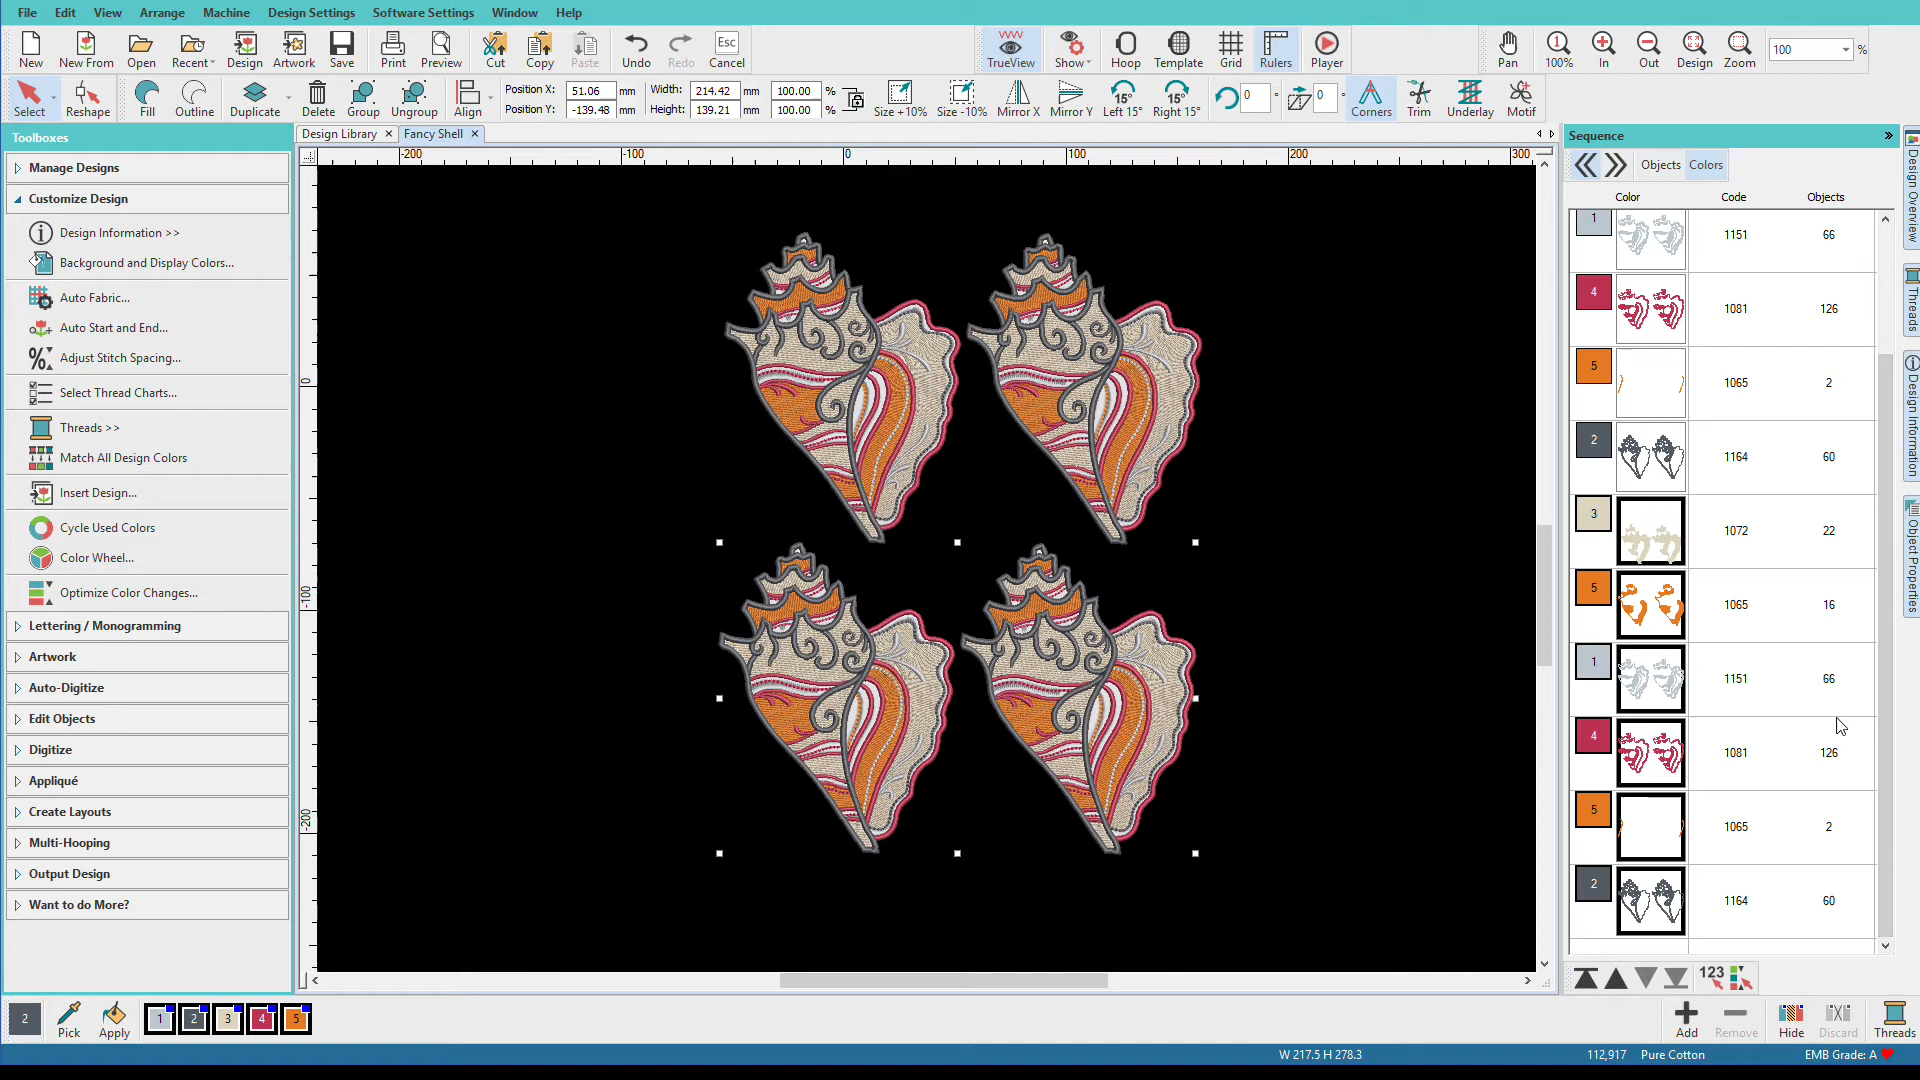 File Edit View Arrange Machine Design Settings Software Settings Window Help
New New From Open Recent Design Artwork Save Print Preview Cut Copy Paste Undo Redo Esc Cancel TrueView Show Hoop Template Grid Rulers Player Pan 1 100% In Out Design Zoom 100 %
Select Reshape Fill Outline Duplicate Delete Group Ungroup Align Position X: 51.06 mm Width: 214.42 mm 100.00 % Size +10% Size -10% Mirror X Mirror Y 15° Left 15° 15° Right 15° 0 ° 0 ° Corners Trim Underlay Motif
Position Y: -139.48 mm Height: 139.21 mm 100.00 %
Toolboxes
Manage Designs
Customize Design
Design Information >>
Background and Display Colors...
Auto Fabric...
Auto Start and End...
Adjust Stitch Spacing...
Select Thread Charts...
Threads >>
Match All Design Colors
Insert Design...
Cycle Used Colors
Color Wheel...
Optimize Color Changes...
Lettering / Monogramming
Artwork
Auto-Digitize
Edit Objects
Digitize
Appliqué
Create Layouts
Multi-Hooping
Output Design
Want to do More?
Design Library × Fancy Shell ×
-200 -100 0 100 200 300
0
-100
-200
Sequence
Objects Colors
Color Code Objects
1 1151 66
4 1081 126
5 1065 2
2 1164 60
3 1072 22
5 1065 16
1 1151 66
4 1081 126
5 1065 2
2 1164 60
123
Design Overview
Threads
Design Information
Object Properties
2 Pick Apply 1 2 3 4 5 Add Remove Hide Discard Threads
W 217.5 H 278.3 112,917 Pure Cotton EMB Grade: A